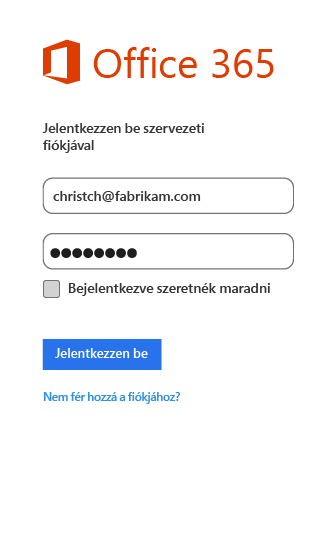 Office 365
Jelentkezzen be szervezeti
fiókjával
christch@fabrikam.com
●●●●●●●●
Bejelentkezve szeretnék maradni
Jelentkezzen be
Nem fér hozzá a fiókjához?